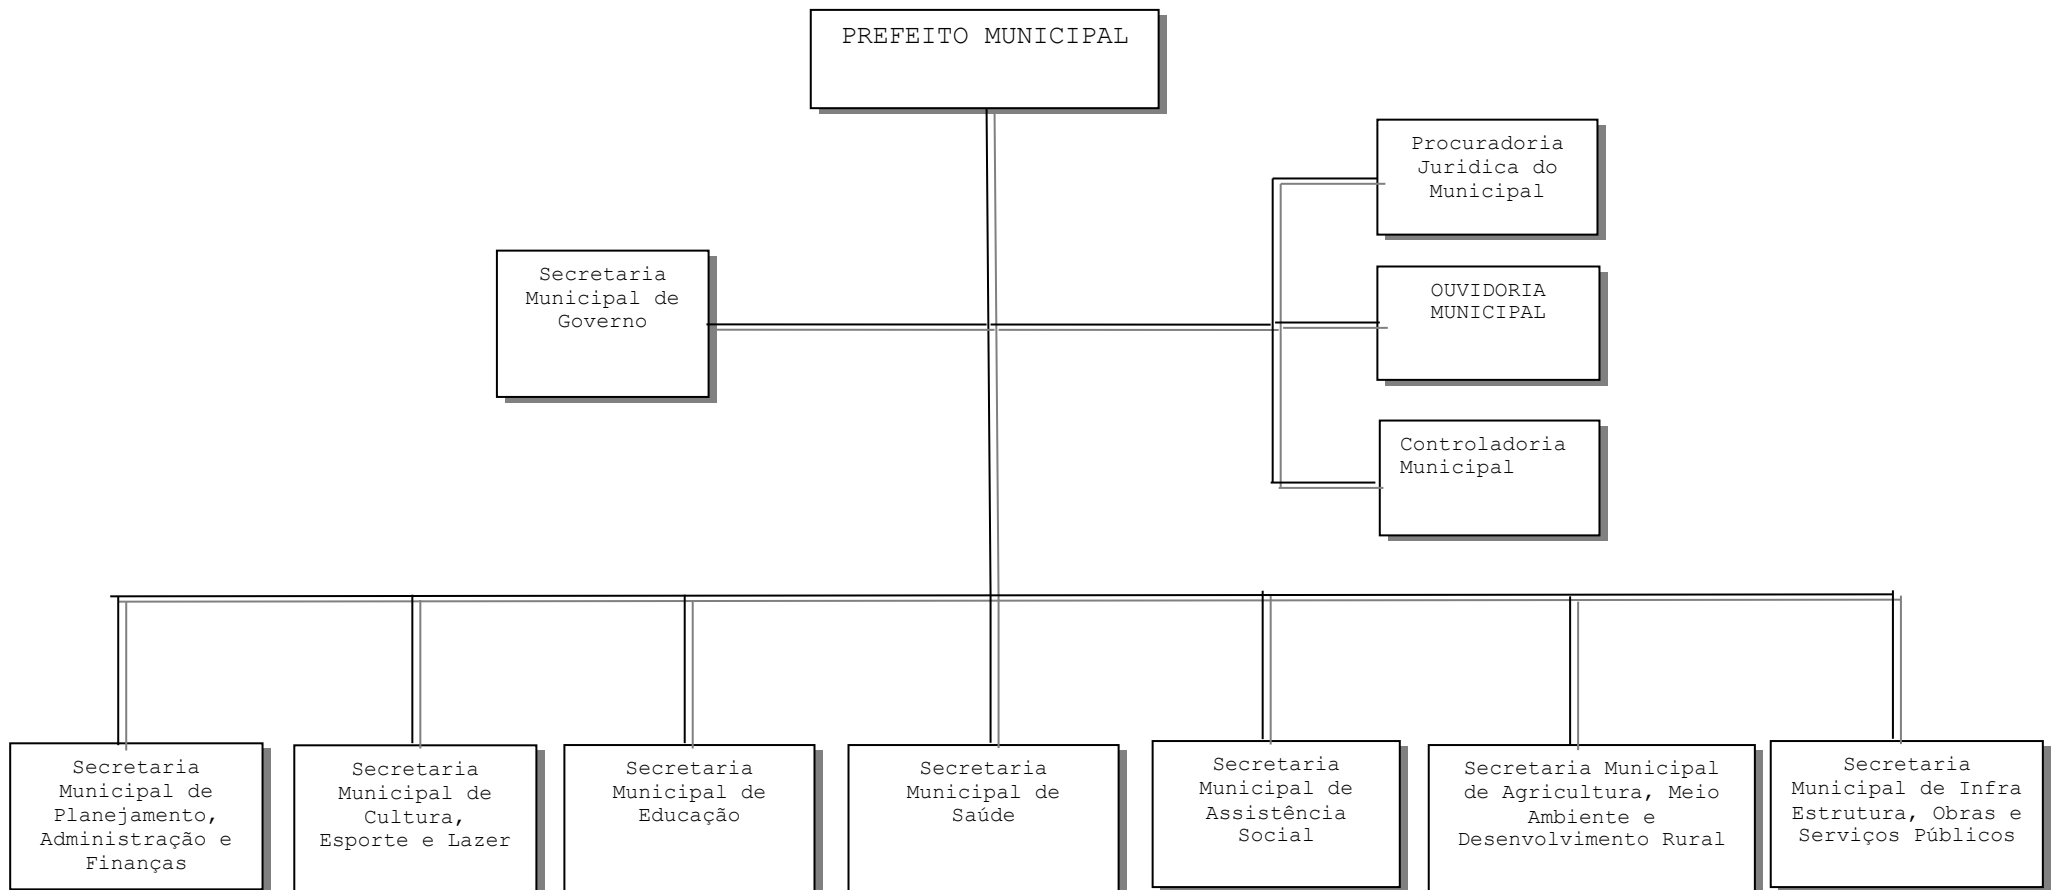 PREFEITO MUNICIPAL
Procuradoria
Juridica do
Municipal
Secretaria
Municipal de
Governo
OUVIDORIA
MUNICIPAL
Controladoria
Municipal
Secretaria
Municipal de
Planejamento,
Administração e
Finanças
Secretaria
Municipal de
Cultura,
Esporte e Lazer
Secretaria
Municipal de
Educação
Secretaria
Municipal de
Saúde
Secretaria
Municipal de
Assistência
Social
Secretaria Municipal
de Agricultura, Meio
Ambiente e
Desenvolvimento Rural
Secretaria
Municipal de Infra
Estrutura, Obras e
Serviços Públicos